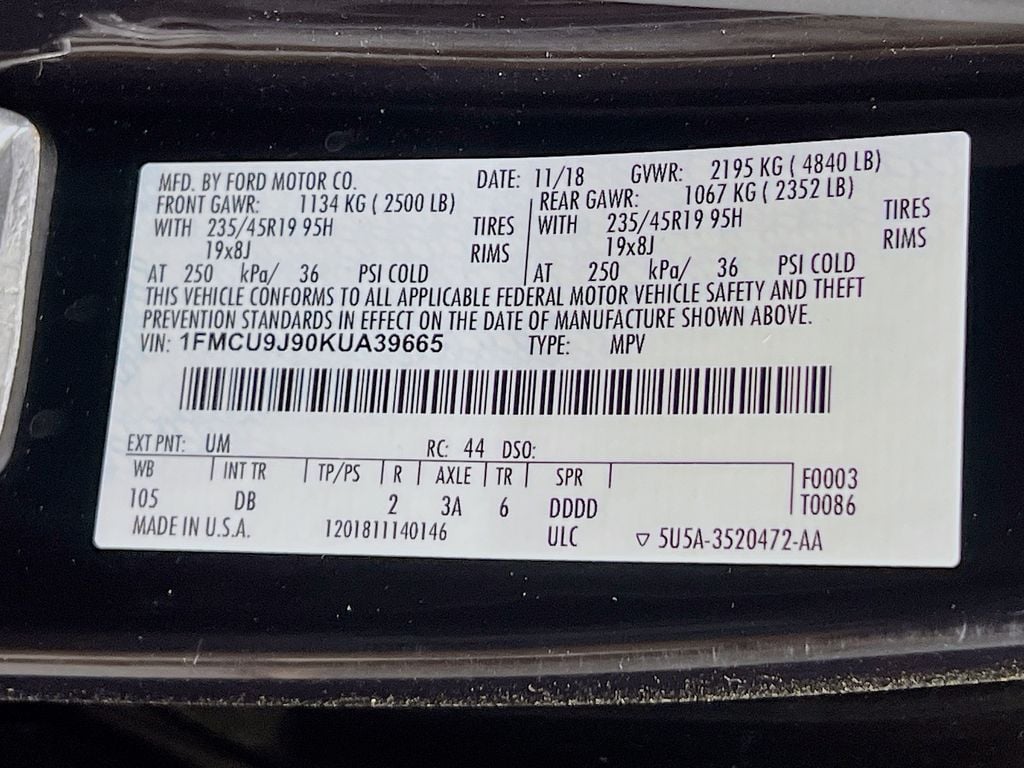 MFD. BY FORD MOTOR CO. DATE: 11/18 GVWR: 2195 KG ( 4840 LB)
FRONT GAWR: 1134 KG ( 2500 LB) REAR GAWR: 1067 KG ( 2352 LB)
WITH 235/45R19 95H TIRES WITH 235/45R19 95H TIRES
19x8J RIMS 19x8J RIMS
AT 250 kPa/ 36 PSI COLD AT 250 kPa/ 36 PSI COLD
THIS VEHICLE CONFORMS TO ALL APPLICABLE FEDERAL MOTOR VEHICLE SAFETY AND THEFT
PREVENTION STANDARDS IN EFFECT ON THE DATE OF MANUFACTURE SHOWN ABOVE.
VIN: 1FMCU9J90KUA39665 TYPE: MPV
EXT PNT: UM RC: 44 DSO:
WB INT TR TP/PS R AXLE TR SPR F0003
105 DB 2 3A 6 DDDD T0086
MADE IN U.S.A. 1201811140146 ULC ▽ 5U5A-3520472-AA